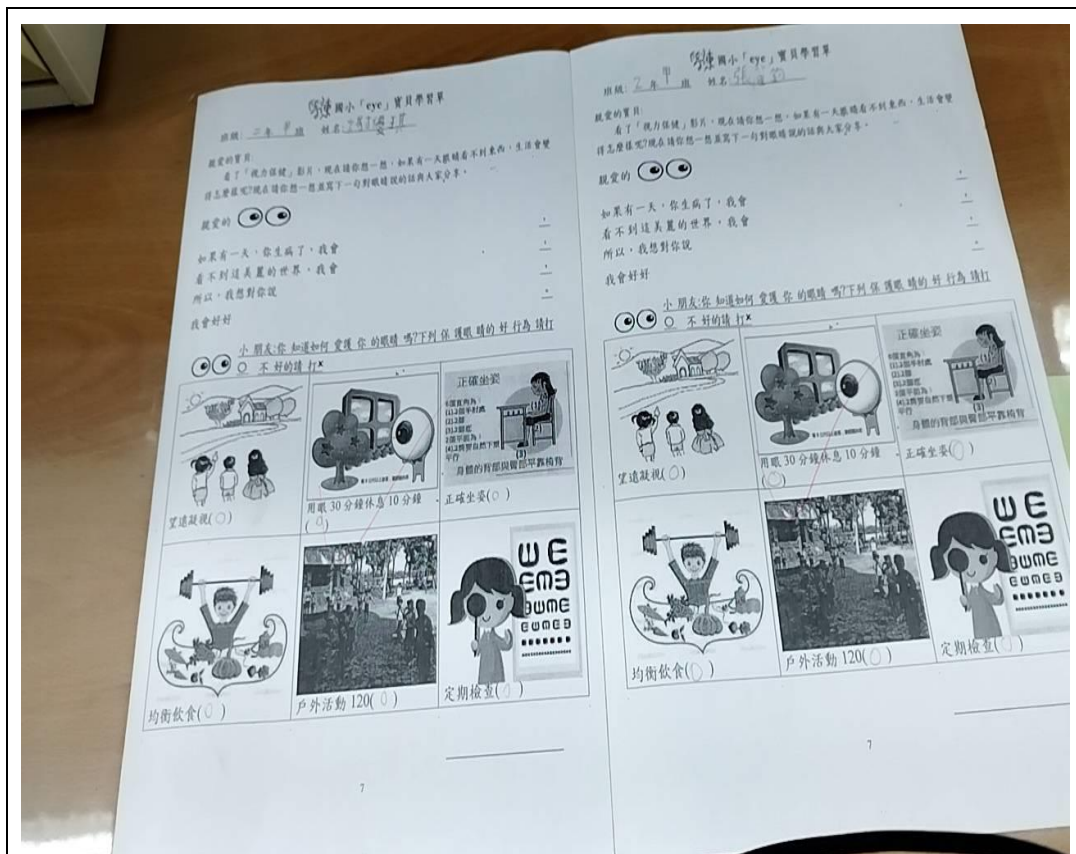 國小「eye」寶貝學習單
班級: 二年 甲 班 姓名:
親愛的寶貝:
看了「視力保健」影片,現在請你想一想,如果有一天眼睛看不到東西,生活會變
得怎麼樣呢?現在請你想一想並寫下一句對眼睛說的話與大家分享。
親愛的
如果有一天,你生病了,我會
看不到這美麗的世界,我會
所以,我想對你說
我會好好
小 朋友:你 知道如何 愛護 你 的眼睛 嗎?下列 保 護眼 睛的 好 行為 請打
○ 不 好的請 打×
正確坐姿
身體的背部與臀部平靠椅背
望遠凝視(○)
用眼 30 分鐘休息 10 分鐘
(○)
正確坐姿(○)
W E
E M 3
3 W M E
E W M E 3
均衡飲食(○)
戶外活動 120(○)
定期檢查(○)
7
國小「eye」寶貝學習單
班級: 二年 甲 班 姓名:
親愛的寶貝:
看了「視力保健」影片,現在請你想一想,如果有一天眼睛看不到東西,生活會變
得怎麼樣呢?現在請你想一想並寫下一句對眼睛說的話與大家分享。
親愛的
如果有一天,你生病了,我會
看不到這美麗的世界,我會
所以,我想對你說
我會好好
小 朋友:你 知道如何 愛護 你 的眼睛 嗎?下列 保 護眼 睛的 好 行為 請打
○ 不 好的請 打×
正確坐姿
身體的背部與臀部平靠椅背
望遠凝視(○)
用眼 30 分鐘休息 10 分鐘
(○)
正確坐姿(○)
W E
E M 3
3 W M E
E W M E 3
均衡飲食(○)
戶外活動 120(○)
定期檢查(○)
7